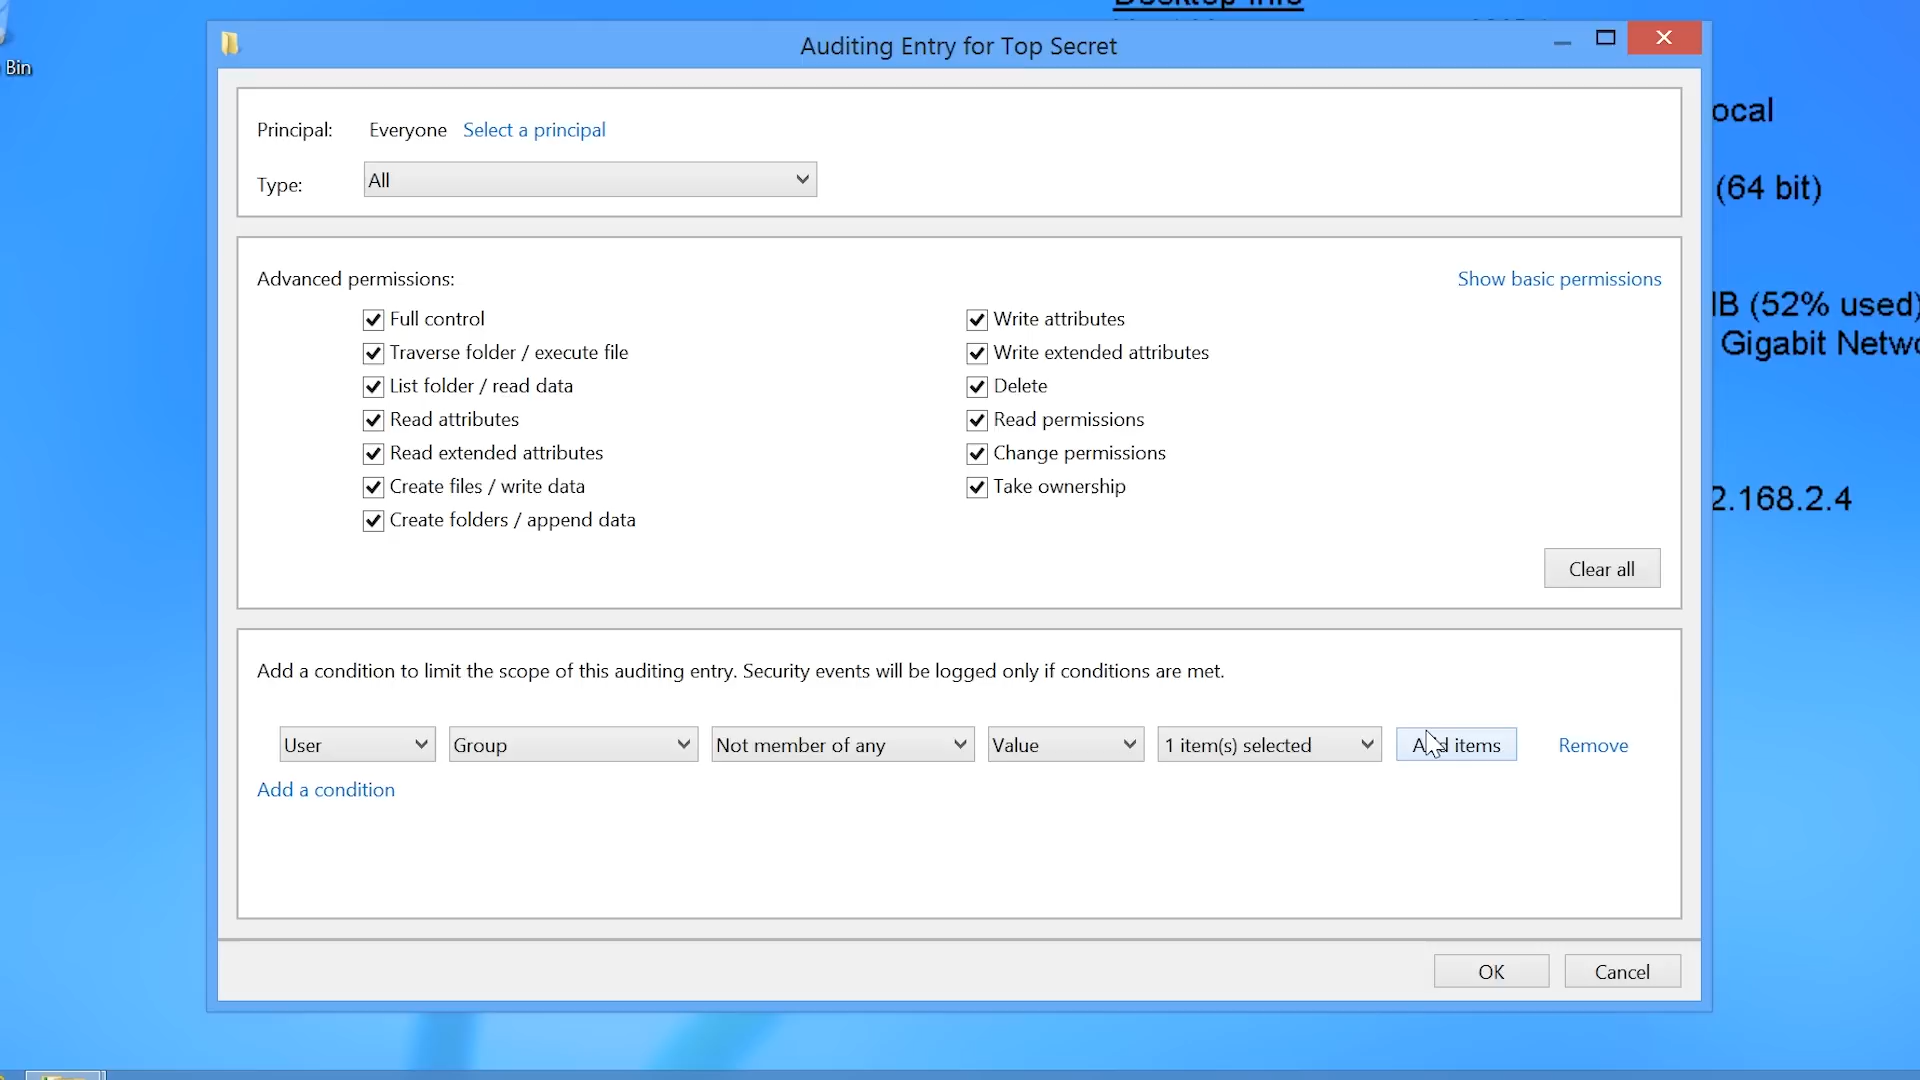 Desktop Info
Bin
Auditing Entry for Top Secret
Principal: Everyone Select a principal
ocal
Type: All
(64 bit)
Advanced permissions: Show basic permissions
Full control Write attributes
IB (52% used)
Traverse folder / execute file Write extended attributes
Gigabit Netwo
List folder / read data Delete
Read attributes Read permissions
Read extended attributes Change permissions
Create files / write data Take ownership
2.168.2.4
Create folders / append data
Clear all
Add a condition to limit the scope of this auditing entry. Security events will be logged only if conditions are met.
User Group Not member of any Value 1 item(s) selected Add items Remove
Add a condition
OK Cancel